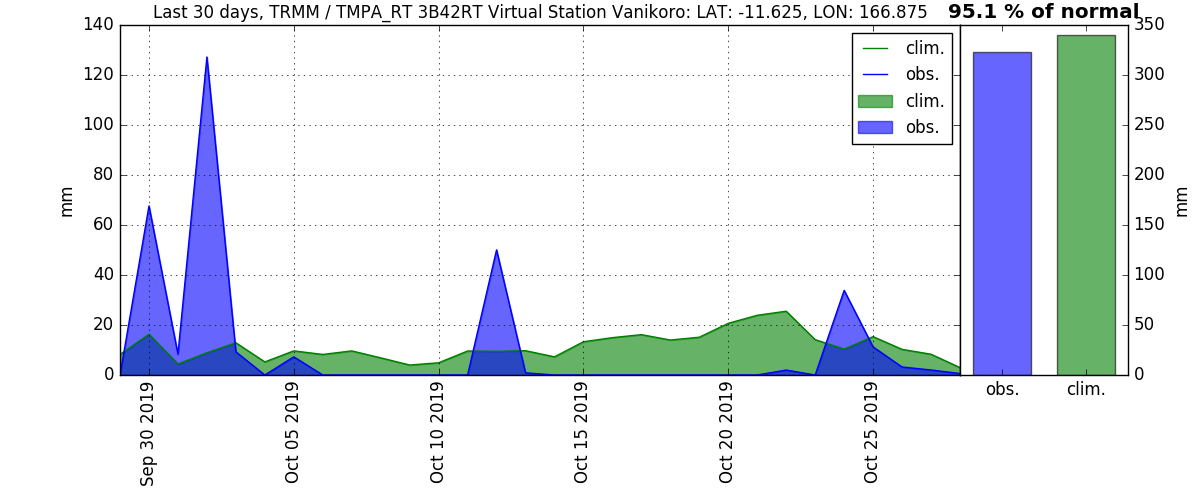 Last 30 days, TRMM / TMPA_RT 3B42RT Virtual Station Vanikoro: LAT: -11.625, LON: 166.875
95.1 % of normal
mm
140
120
100
80
60
40
20
0
clim.
obs.
clim.
obs.
Sep 30 2019
Oct 05 2019
Oct 10 2019
Oct 15 2019
Oct 20 2019
Oct 25 2019
350
300
250
200
150
100
50
0
mm
obs.
clim.